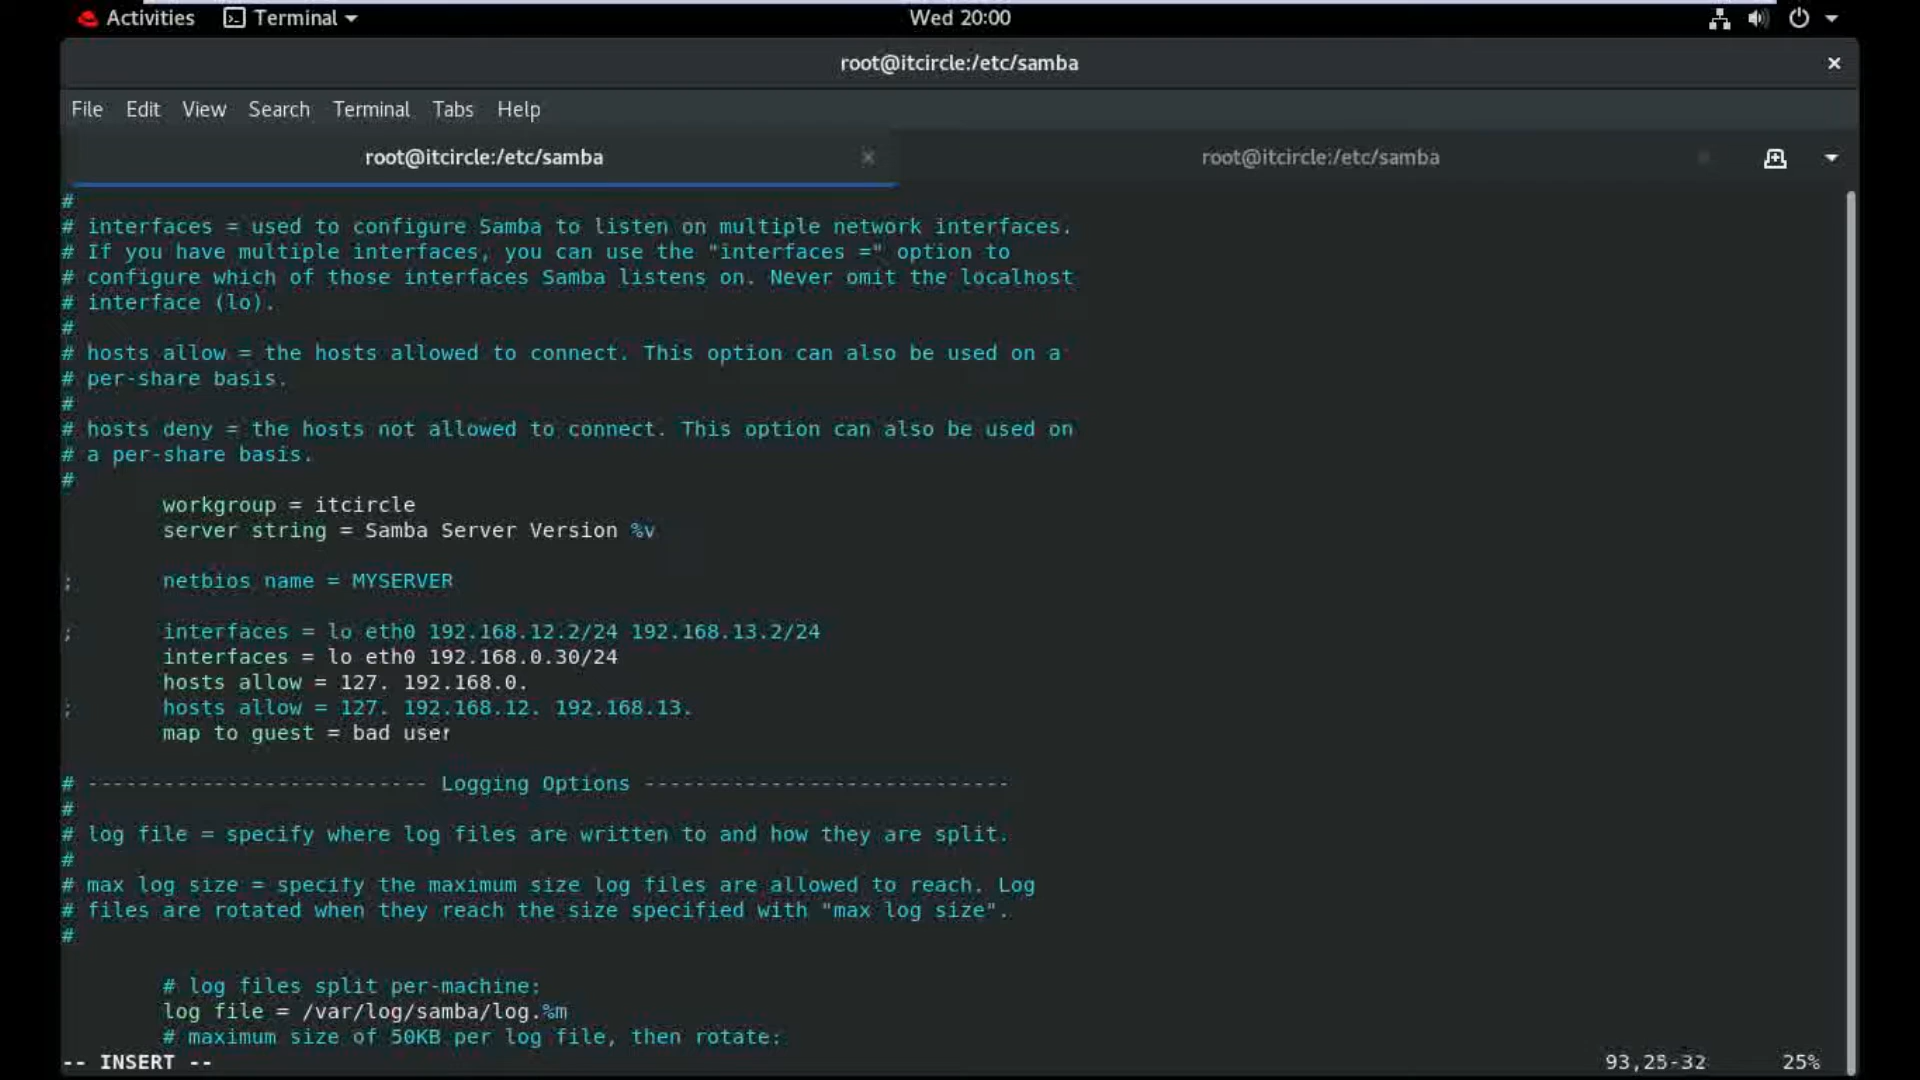 Activities Terminal Wed 20:00
root@itcircle:/etc/samba
File Edit View Search Terminal Tabs Help
root@itcircle:/etc/samba root@itcircle:/etc/samba
#
# interfaces = used to configure Samba to listen on multiple network interfaces.
# If you have multiple interfaces, you can use the "interfaces =" option to
# configure which of those interfaces Samba listens on. Never omit the localhost
# interface (lo).
#
# hosts allow = the hosts allowed to connect. This option can also be used on a
# per-share basis.
#
# hosts deny = the hosts not allowed to connect. This option can also be used on
# a per-share basis.
#
workgroup = itcircle
server string = Samba Server Version %v
; netbios name = MYSERVER
; interfaces = lo eth0 192.168.12.2/24 192.168.13.2/24
interfaces = lo eth0 192.168.0.30/24
hosts allow = 127. 192.168.0.
; hosts allow = 127. 192.168.12. 192.168.13.
map to guest = bad user
# --------------------------- Logging Options -----------------------------
#
# log file = specify where log files are written to and how they are split.
#
# max log size = specify the maximum size log files are allowed to reach. Log
# files are rotated when they reach the size specified with "max log size".
#
# log files split per-machine:
log file = /var/log/samba/log.%m
# maximum size of 50KB per log file, then rotate:
-- INSERT -- 93,25-32 25%